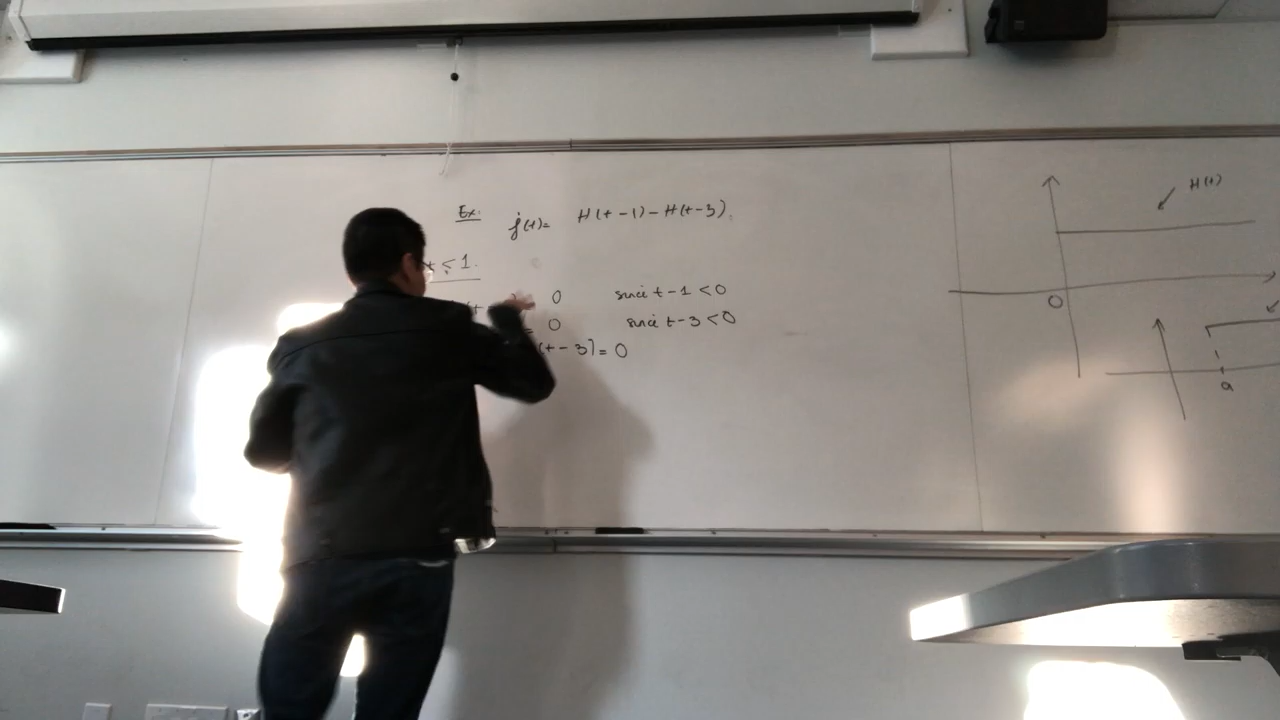 Ex: f(t) = H(t-1) - H(t-3).
t ≤ 1.
0 since t-1 < 0
= 0 since t-3 < 0
(t-3) = 0
H(t)
0
a